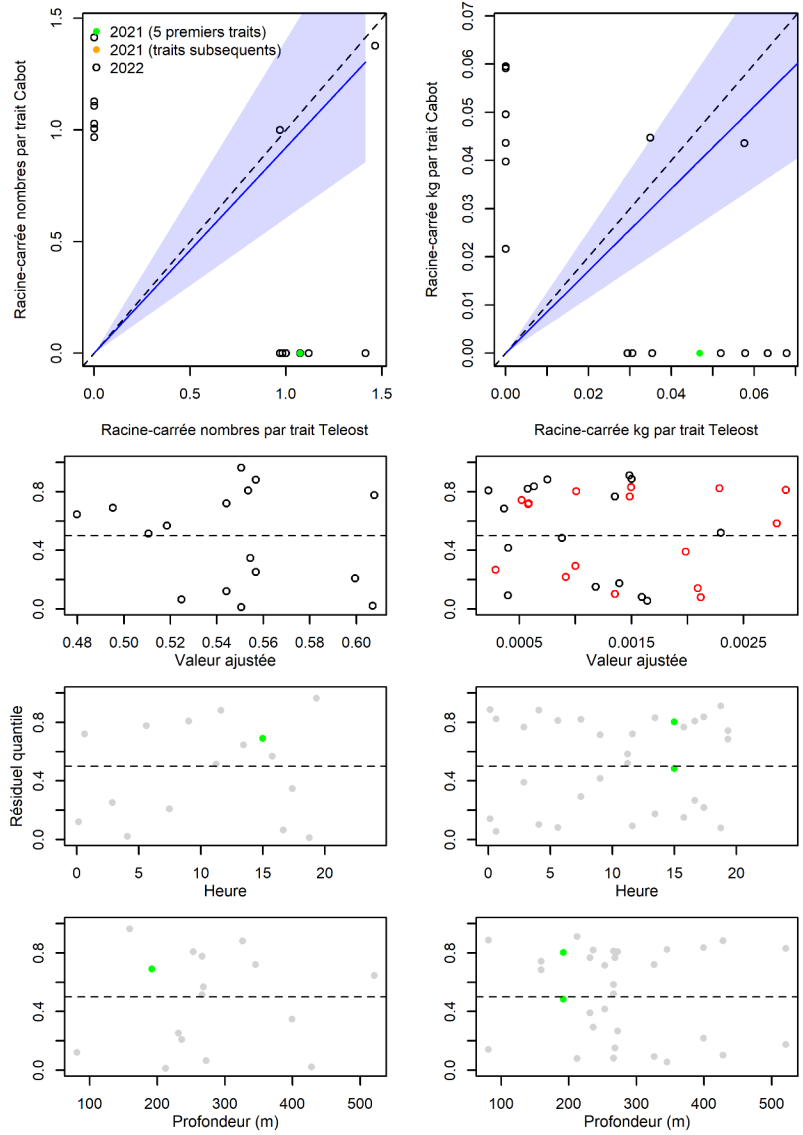 2021 (5 premiers traits)
2021 (traits subsequents)
2022
Racine-carrée nombres par trait Cabot
0.0 0.5 1.0 1.5
0.0 1.0 1.5
Racine-carrée nombres par trait Teleost
Racine-carrée kg par trait Cabot
0.00 0.01 0.02 0.03 0.04 0.05 0.06 0.07
0.00 0.02 0.04 0.06
Racine-carrée kg par trait Teleost
0.0 0.4 0.8
0.48 0.50 0.52 0.54 0.56 0.58 0.60
Valeur ajustée
0.0 0.4 0.8
0.0005 0.0015 0.0025
Valeur ajustée
Résiduel quantile
0.0 0.4 0.8
0 5 10 15 20
Heure
0.0 0.4 0.8
0 5 10 15 20
Heure
0.0 0.4 0.8
100 200 300 400 500
Profondeur (m)
0.0 0.4 0.8
100 200 300 400 500
Profondeur (m)